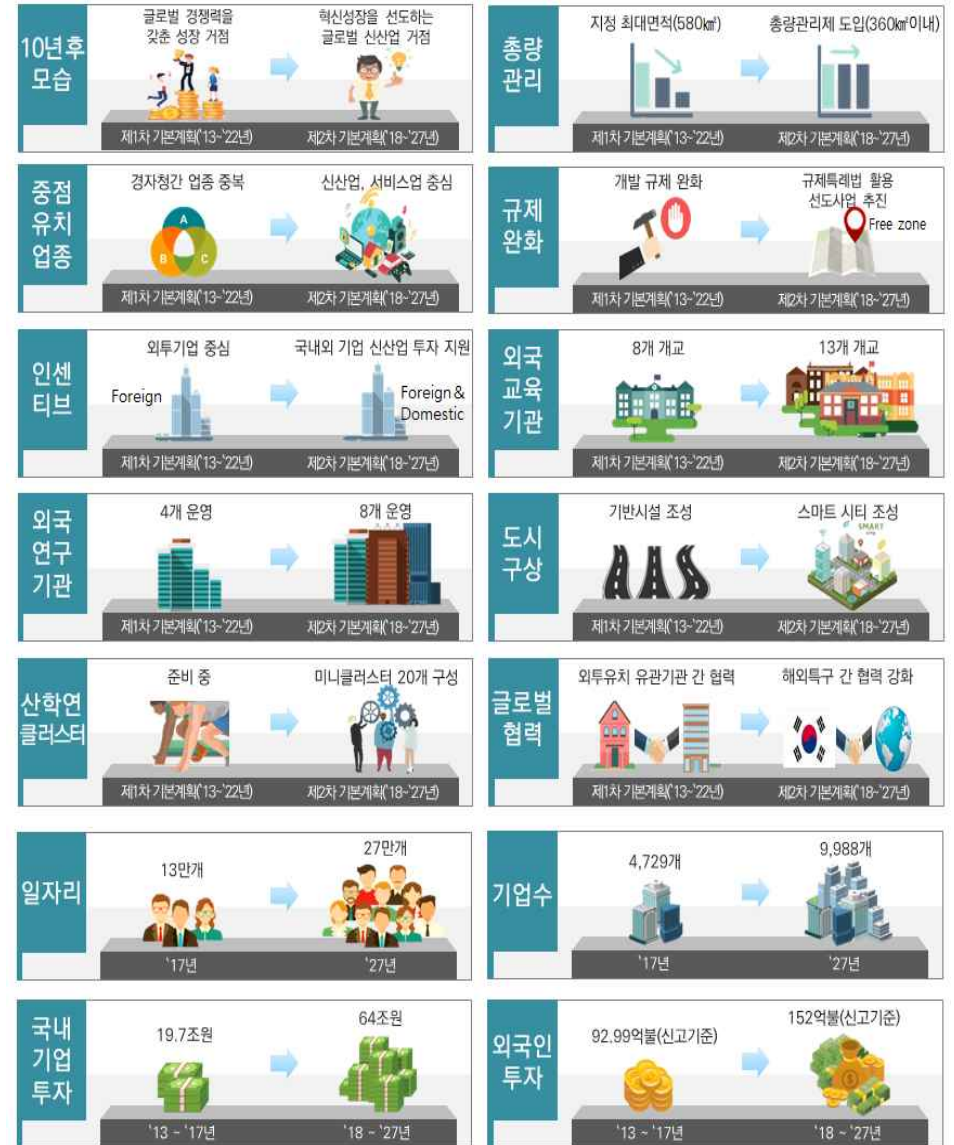 10년후
모습
글로벌 경쟁력을
갖춘 성장 거점
혁신성장을 선도하는
글로벌 신산업 거점
제1차 기본계획('13~'22년)
제2차 기본계획('18~'27년)
총량
관리
지정 최대면적(580㎢)
총량관리제 도입(360㎢이내)
제1차 기본계획('13~'22년)
제2차 기본계획('18~'27년)
중점
유치
업종
경자청간 업종 중복
A
B
C
신산업, 서비스업 중심
제1차 기본계획('13~'22년)
제2차 기본계획('18~'27년)
규제
완화
개발 규제 완화
규제특례법 활용
선도사업 추진
Free zone
제1차 기본계획('13~'22년)
제2차 기본계획('18~'27년)
인센
티브
외투기업 중심
Foreign
국내외 기업 신산업 투자 지원
Foreign &
Domestic
제1차 기본계획('13~'22년)
제2차 기본계획('18~'27년)
외국
교육
기관
8개 개교
13개 개교
제1차 기본계획('13~'22년)
제2차 기본계획('18~'27년)
외국
연구
기관
4개 운영
8개 운영
제1차 기본계획('13~'22년)
제2차 기본계획('18~'27년)
도시
구상
기반시설 조성
스마트 시티 조성
SMART
제1차 기본계획('13~'22년)
제2차 기본계획('18~'27년)
산학연
클러스터
준비 중
미니클러스터 20개 구성
제1차 기본계획('13~'22년)
제2차 기본계획('18~'27년)
글로벌
협력
외투유치 유관기관 간 협력
해외특구 간 협력 강화
제1차 기본계획('13~'22년)
제2차 기본계획('18~'27년)
일자리
13만개
27만개
'17년
'27년
기업수
4,729개
9,988개
'17년
'27년
국내
기업
투자
19.7조원
64조원
'13 ~ '17년
'18 ~ '27년
외국인
투자
92.99억불(신고기준)
152억불(신고기준)
'13 ~ '17년
'18 ~ '27년